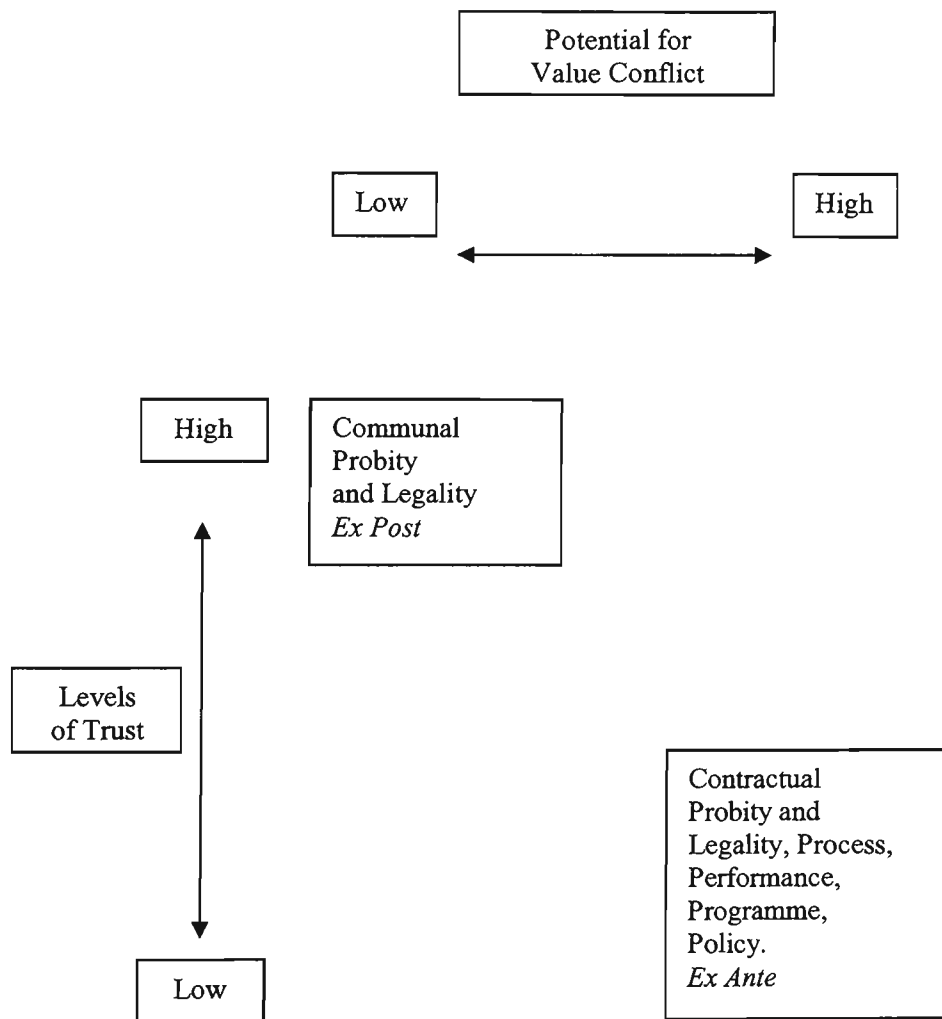 Potential for
Value Conflict
Low
High
High
Communal
Probity
and Legality
Ex Post
Levels
of Trust
Contractual
Probity and
Legality, Process,
Performance,
Programme,
Policy.
Ex Ante
Low